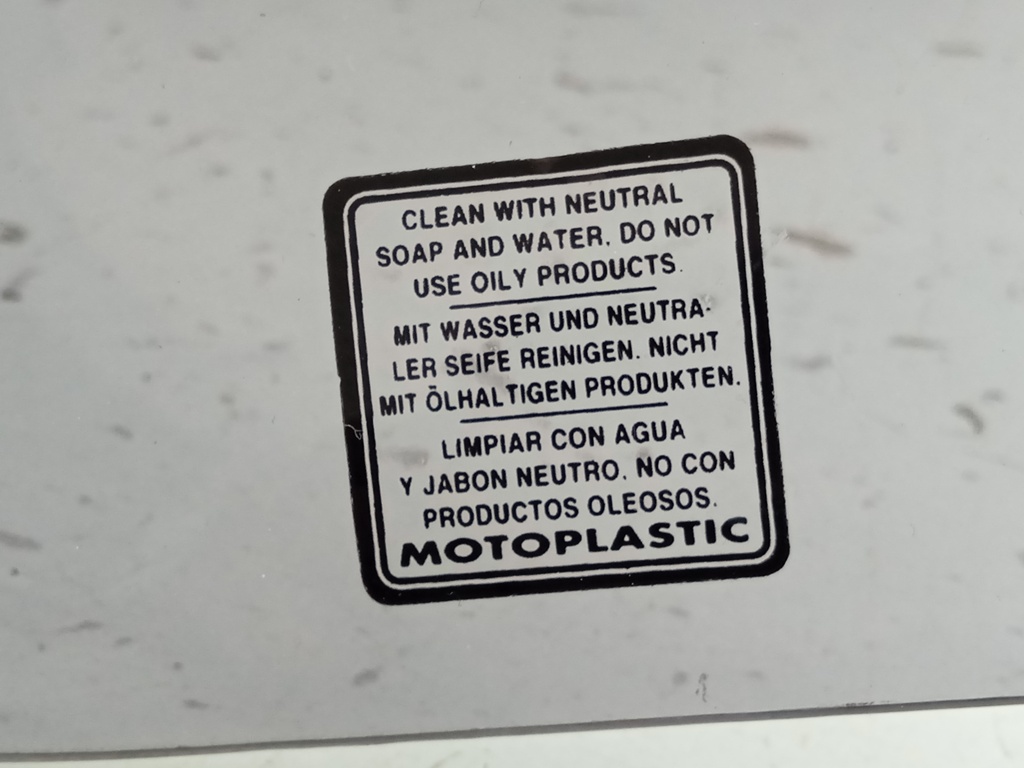 CLEAN WITH NEUTRAL
SOAP AND WATER. DO NOT
USE OILY PRODUCTS.
MIT WASSER UND NEUTRA-
LER SEIFE REINIGEN. NICHT
MIT ÖLHALTIGEN PRODUKTEN.
LIMPIAR CON AGUA
Y JABON NEUTRO. NO CON
PRODUCTOS OLEOSOS.
MOTOPLASTIC